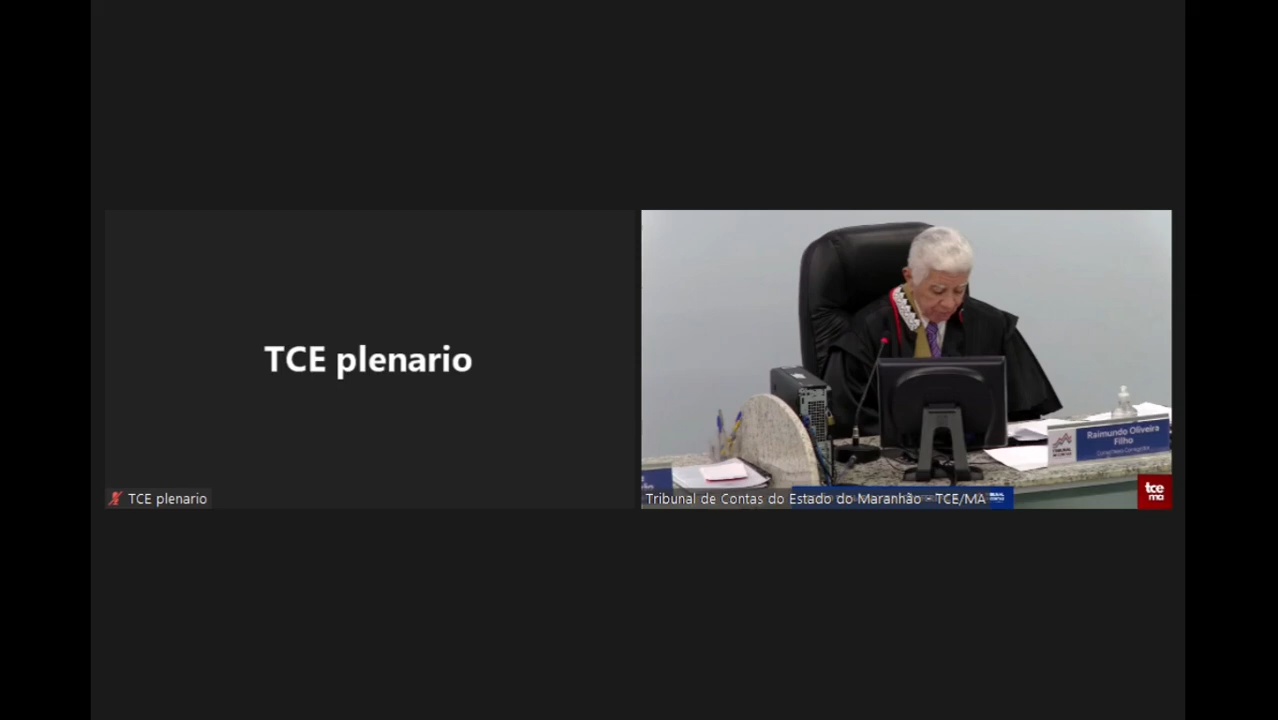 TCE plenario
TCE plenario
Raimundo Oliveira
Filho
Tribunal de Contas do Estado do Maranhão - TCE/MA
tce
ma